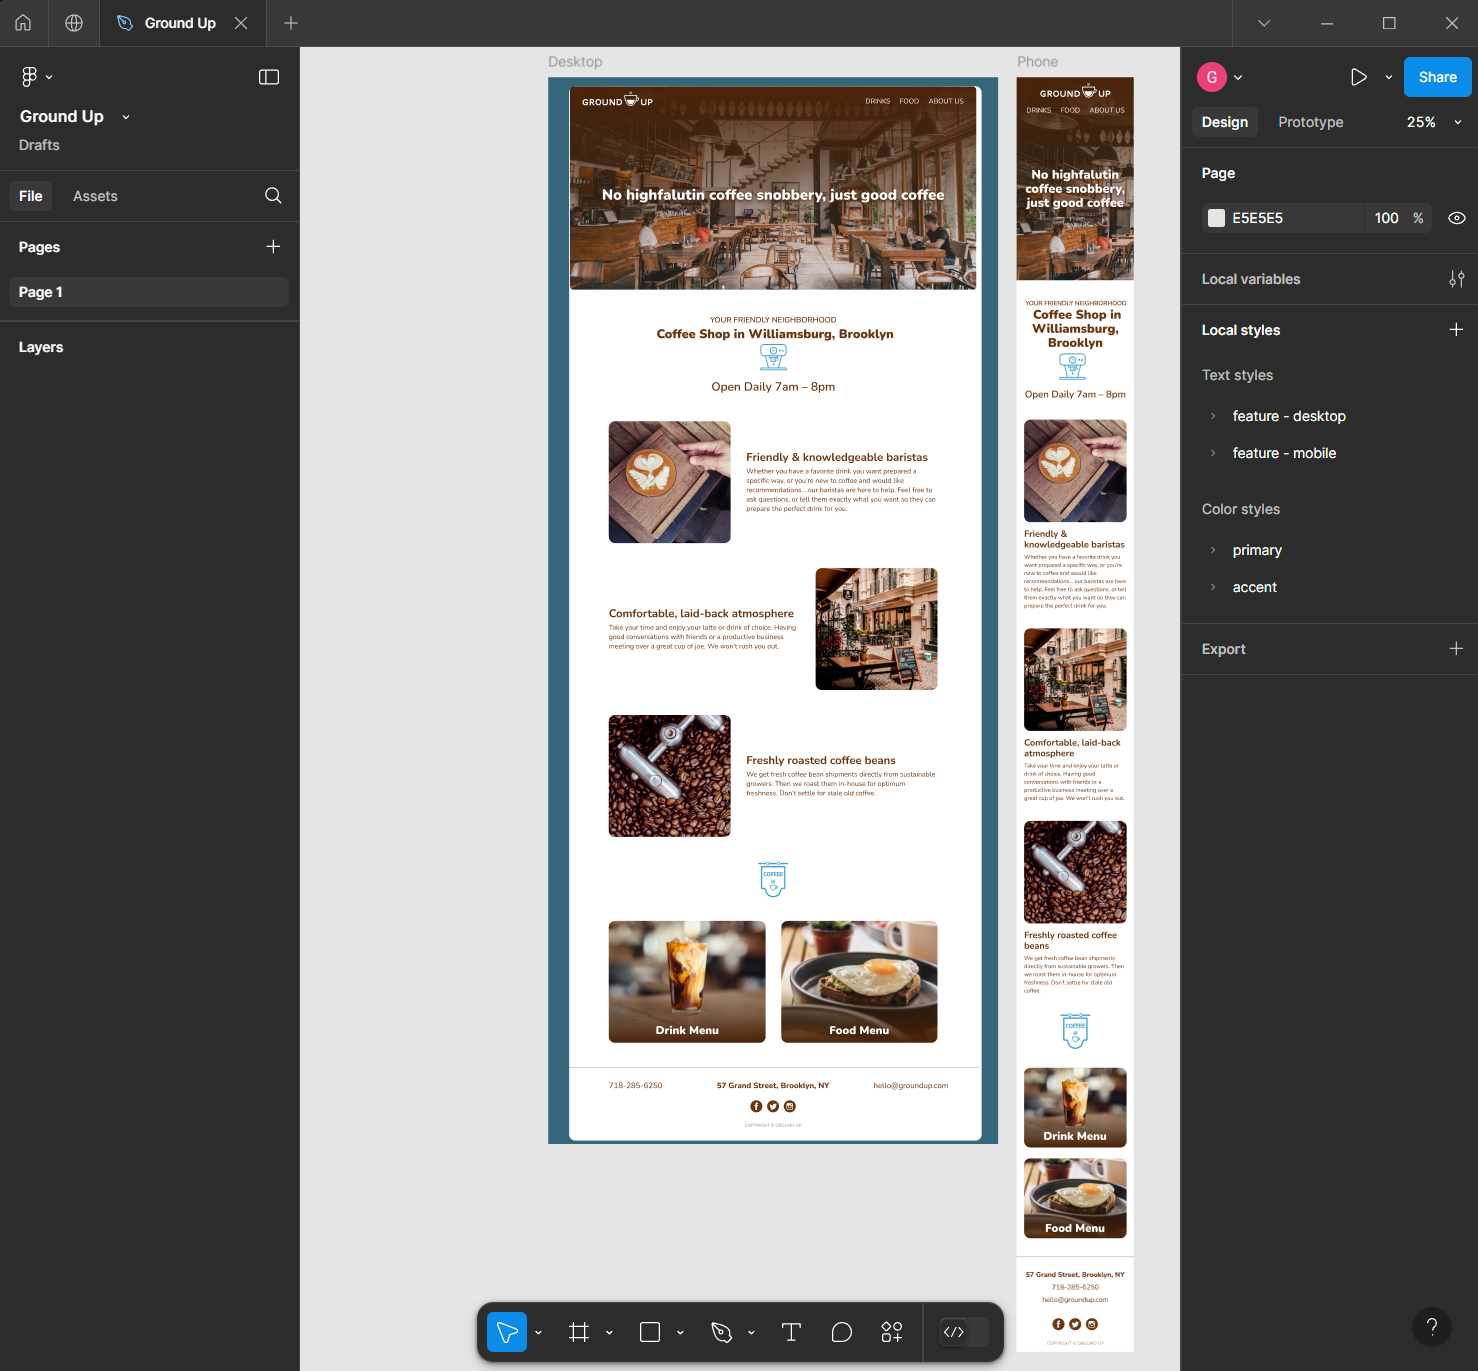 Ground Up
Ground Up
Drafts
File
Assets
Pages
Page 1
Layers
Desktop
GROUND UP
DRINKS FOOD ABOUT US
No highfalutin coffee snobbery, just good coffee
YOUR FRIENDLY NEIGHBORHOOD
Coffee Shop in Williamsburg, Brooklyn
Open Daily 7am – 8pm
Friendly & knowledgeable baristas
Whether you have a favorite drink you want prepared a
specific way, or you're new to coffee and would like
recommendations... our baristas are here to help. Feel free to
ask questions, or tell them exactly what you want so they can
prepare the perfect drink for you.
Comfortable, laid-back atmosphere
Take your time and enjoy your latte or drink of choice. Having
good conversations with friends or a productive business
meeting over a great cup of joe. We won't rush you out.
Freshly roasted coffee beans
We get fresh coffee bean shipments directly from sustainable
growers. Then we roast them in-house for optimum
freshness. Don't settle for stale old coffee.
COFFEE
Drink Menu
Food Menu
718-285-6250
57 Grand Street, Brooklyn, NY
hello@groundup.com
COPYRIGHT © GROUND UP
Phone
GROUND UP
DRINKS FOOD ABOUT US
No highfalutin
coffee snobbery,
just good coffee
YOUR FRIENDLY NEIGHBORHOOD
Coffee Shop in
Williamsburg,
Brooklyn
Open Daily 7am – 8pm
Friendly &
knowledgeable baristas
Whether you have a favorite drink you
want prepared a specific way, or you're
new to coffee and would like
recommendations... our baristas are here
to help. Feel free to ask questions, or tell
them exactly what you want so they can
prepare the perfect drink for you.
Comfortable, laid-back
atmosphere
Take your time and enjoy your latte or
drink of choice. Having good
conversations with friends or a
productive business meeting over a
great cup of joe. We won't rush you out.
Freshly roasted coffee
beans
We get fresh coffee bean shipments
directly from sustainable growers. Then
we roast them in-house for optimum
freshness. Don't settle for stale old
coffee.
COFFEE
Drink Menu
Food Menu
57 Grand Street, Brooklyn, NY
718-285-6250
hello@groundup.com
COPYRIGHT © GROUND UP
G
Share
Design
Prototype
25%
Page
E5E5E5
100 %
Local variables
Local styles
Text styles
feature - desktop
feature - mobile
Color styles
primary
accent
Export
?